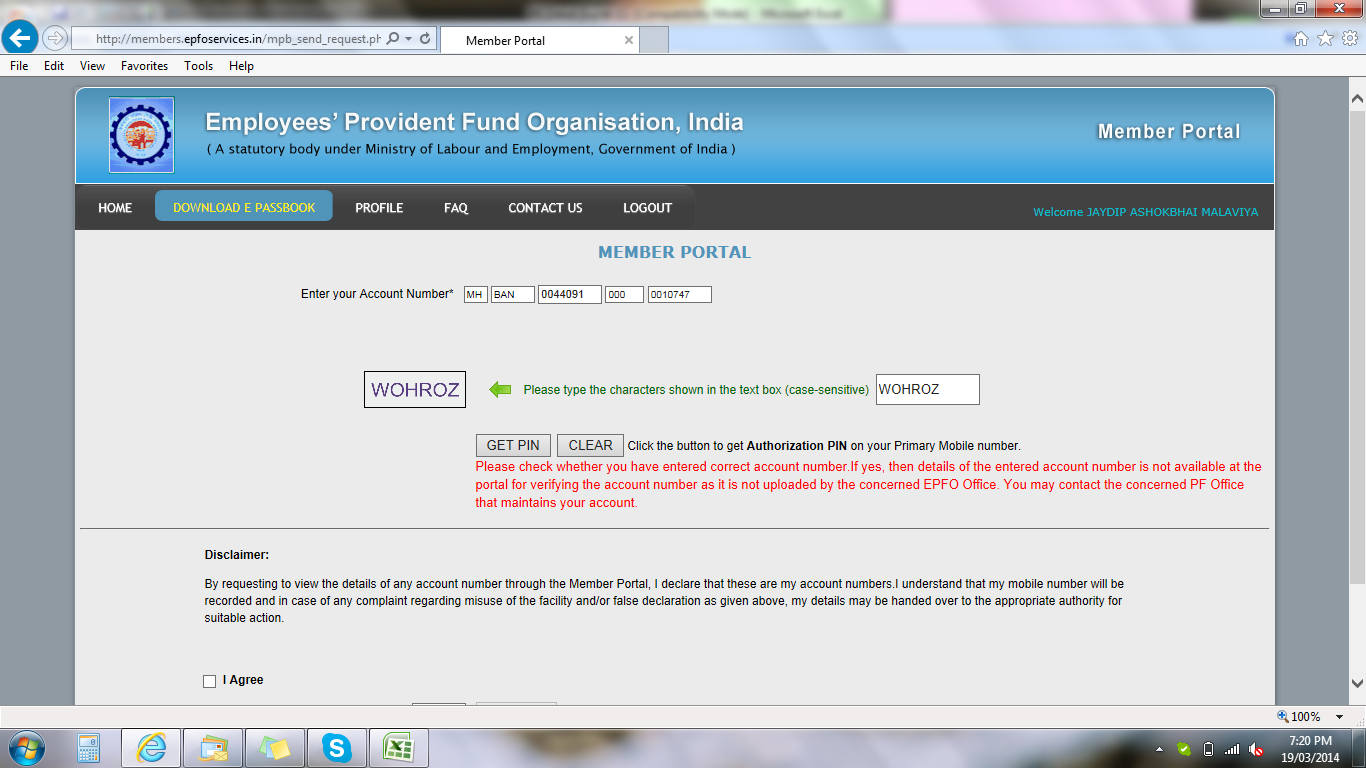 http://members.epfoservices.in/mpb_send_request.ph
Member Portal
File Edit View Favorites Tools Help
Employees' Provident Fund Organisation, India
( A statutory body under Ministry of Labour and Employment, Government of India )
Member Portal
HOME DOWNLOAD E PASSBOOK PROFILE FAQ CONTACT US LOGOUT
Welcome JAYDIP ASHOKBHAI MALAVIYA
MEMBER PORTAL
Enter your Account Number* MH BAN 0044091 000 0010747
WOHROZ Please type the characters shown in the text box (case-sensitive) WOHROZ
GET PIN CLEAR Click the button to get Authorization PIN on your Primary Mobile number.
Please check whether you have entered correct account number.If yes, then details of the entered account number is not available at the
portal for verifying the account number as it is not uploaded by the concerned EPFO Office. You may contact the concerned PF Office
that maintains your account.
Disclaimer:
By requesting to view the details of any account number through the Member Portal, I declare that these are my account numbers.I understand that my mobile number will be
recorded and in case of any complaint regarding misuse of the facility and/or false declaration as given above, my details may be handed over to the appropriate authority for
suitable action.
I Agree
100%
7:20 PM
19/03/2014